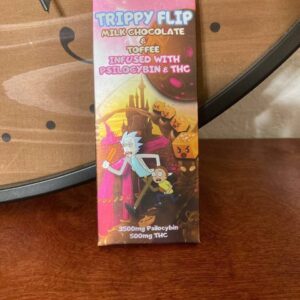 TRIPPY FLIP
MILK CHOCOLATE
&
TOFFEE
INFUSED WITH
PSILOCYBIN & THC
3500mg Psilocybin
500mg THC